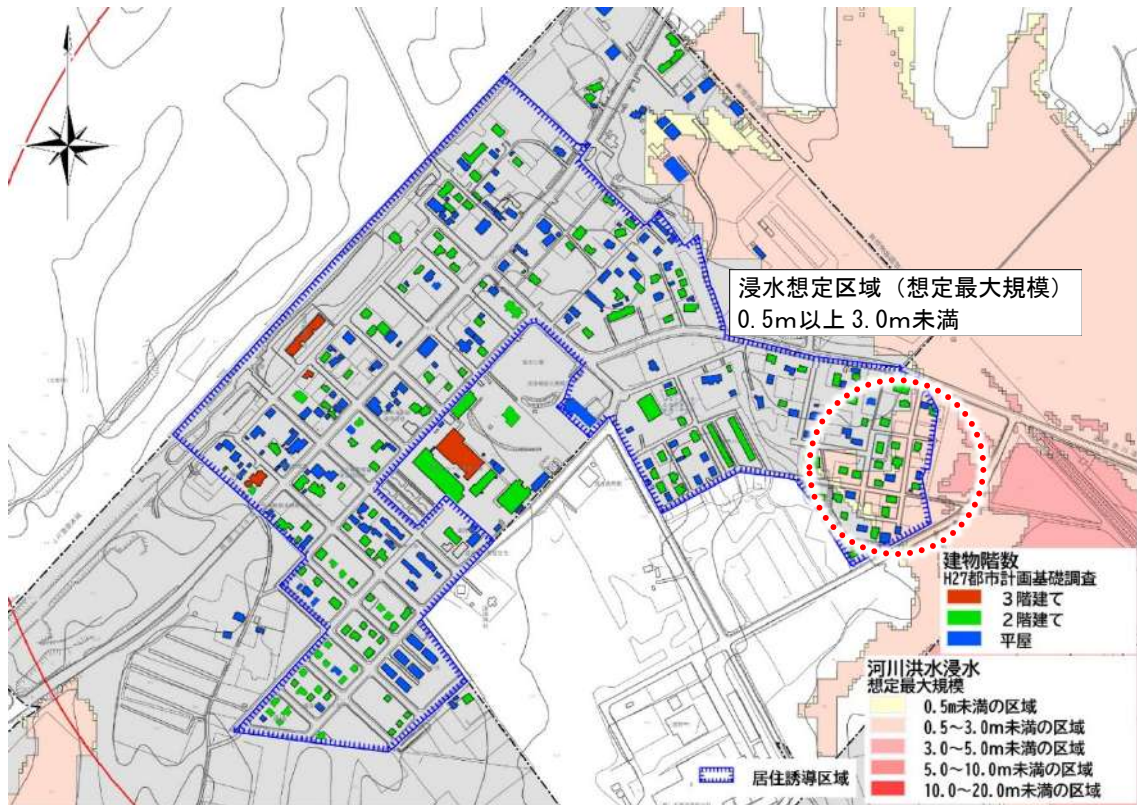 浸水想定区域（想定最大規模）
0.5ｍ以上 3.0ｍ未満
建物階数
H27都市計画基礎調査
３階建て
２階建て
平屋
河川洪水浸水
想定最大規模
0.5m未満の区域
0.5～3.0m未満の区域
3.0～5.0m未満の区域
5.0～10.0m未満の区域
10.0～20.0m未満の区域
居住誘導区域